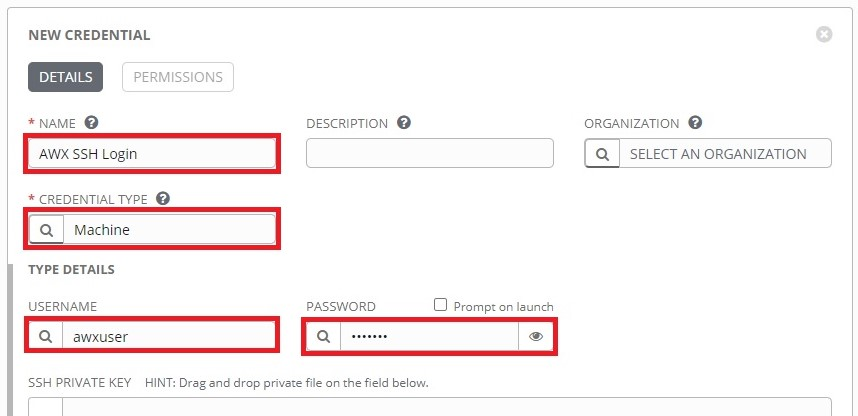 NEW CREDENTIAL
DETAILS PERMISSIONS
* NAME DESCRIPTION ORGANIZATION
AWX SSH Login SELECT AN ORGANIZATION
* CREDENTIAL TYPE
Machine
TYPE DETAILS
USERNAME PASSWORD Prompt on launch
awxuser •••••••
SSH PRIVATE KEY HINT: Drag and drop private file on the field below.